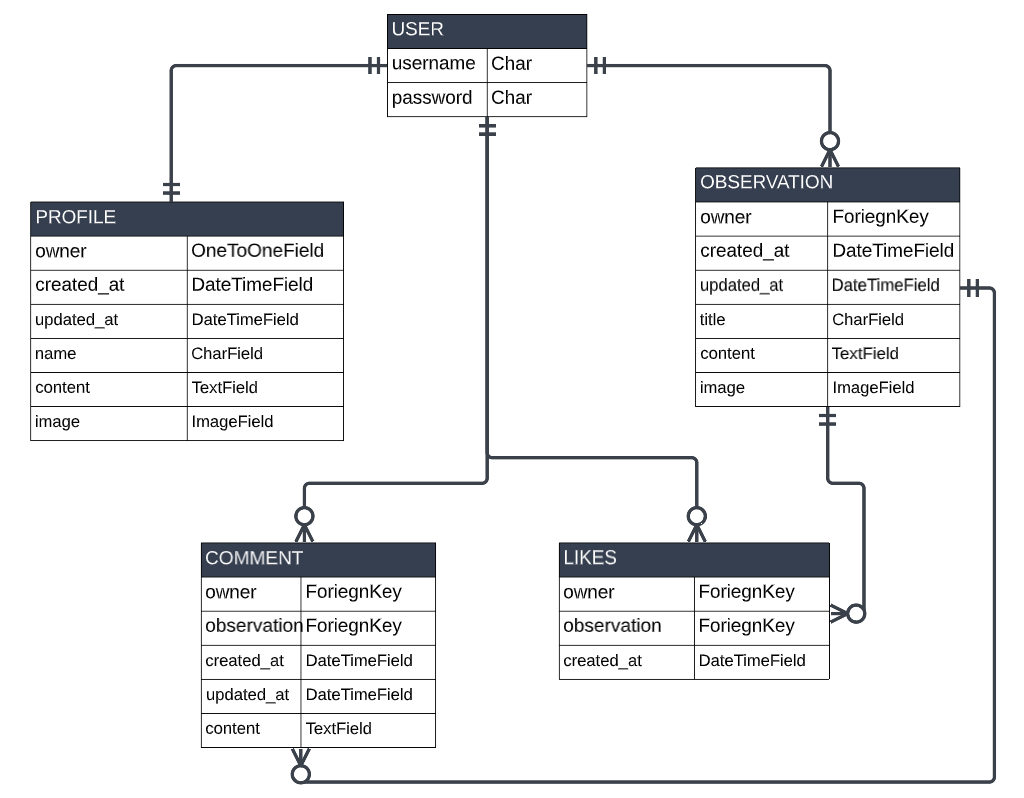 USER
username Char
password Char
PROFILE
owner OneToOneField
created_at DateTimeField
updated_at DateTimeField
name CharField
content TextField
image ImageField
OBSERVATION
owner ForiegnKey
created_at DateTimeField
updated_at DateTimeField
title CharField
content TextField
image ImageField
COMMENT
owner ForiegnKey
observation ForiegnKey
created_at DateTimeField
updated_at DateTimeField
content TextField
LIKES
owner ForiegnKey
observation ForiegnKey
created_at DateTimeField